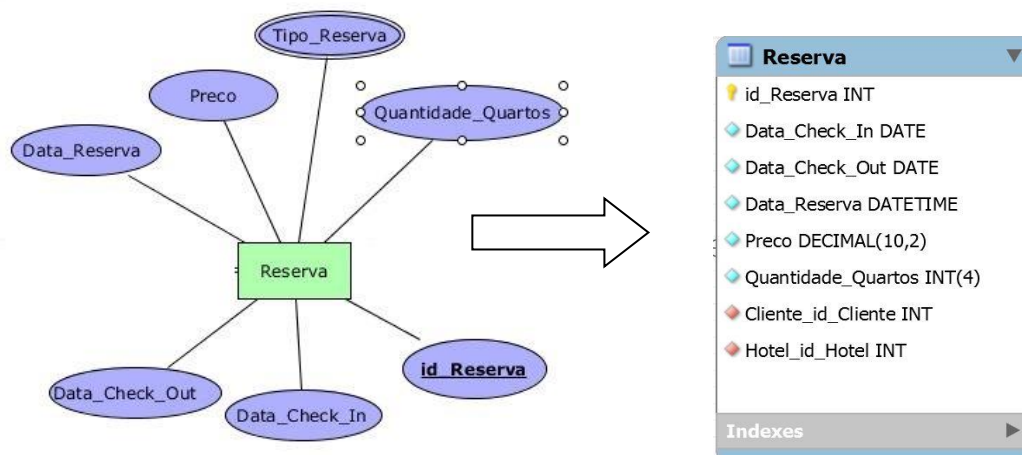 Tipo_Reserva
Preco
Quantidade_Quartos
Data_Reserva
Reserva
id_Reserva
Data_Check_Out
Data_Check_In
Reserva
id_Reserva INT
Data_Check_In DATE
Data_Check_Out DATE
Data_Reserva DATETIME
Preco DECIMAL(10,2)
Quantidade_Quartos INT(4)
Cliente_id_Cliente INT
Hotel_id_Hotel INT
Indexes